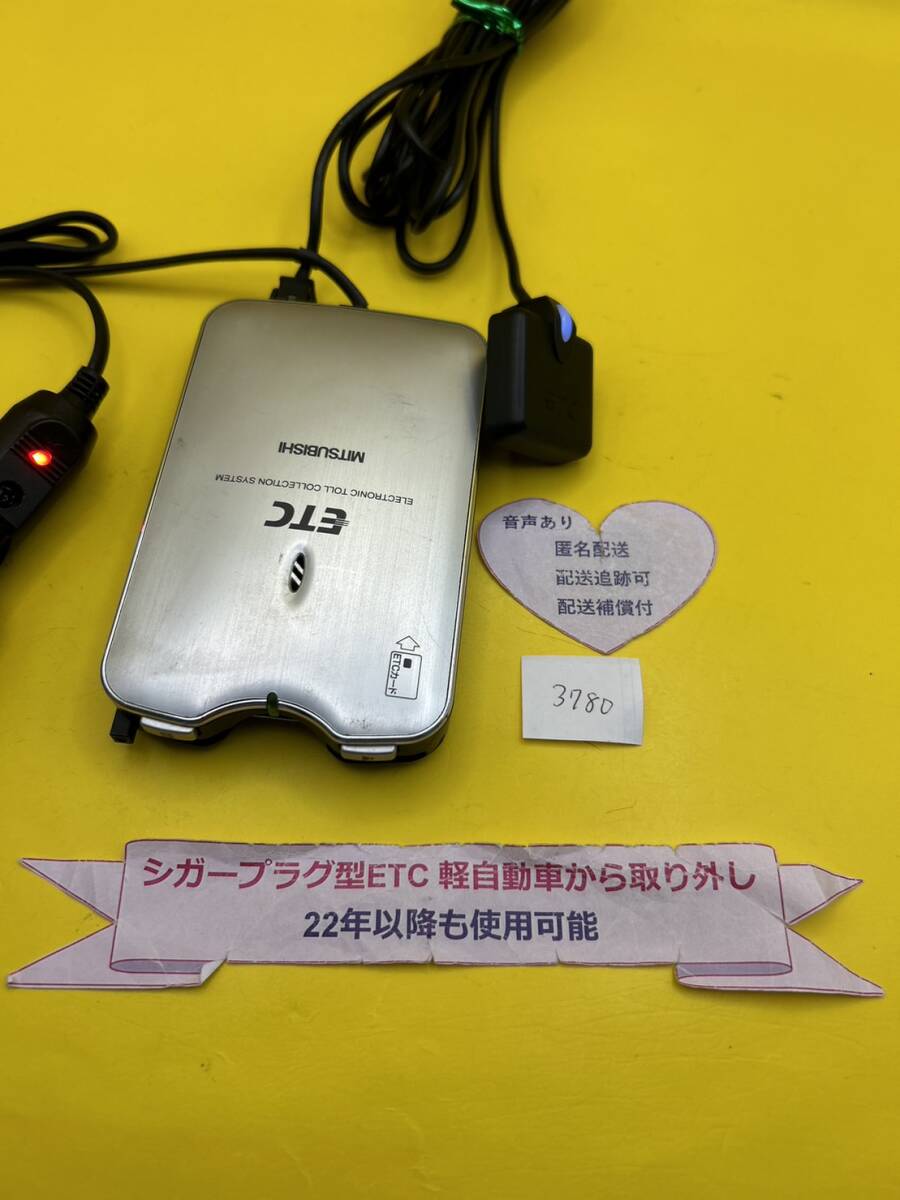 MITSUBISHI
ELECTRONIC TOLL COLLECTION SYSTEM
ETC
ETCカード
ETC
音声あり
匿名配送
配送追跡可
配送補償付
3780
シガープラグ型ETC 軽自動車から取り外し
22年以降も使用可能